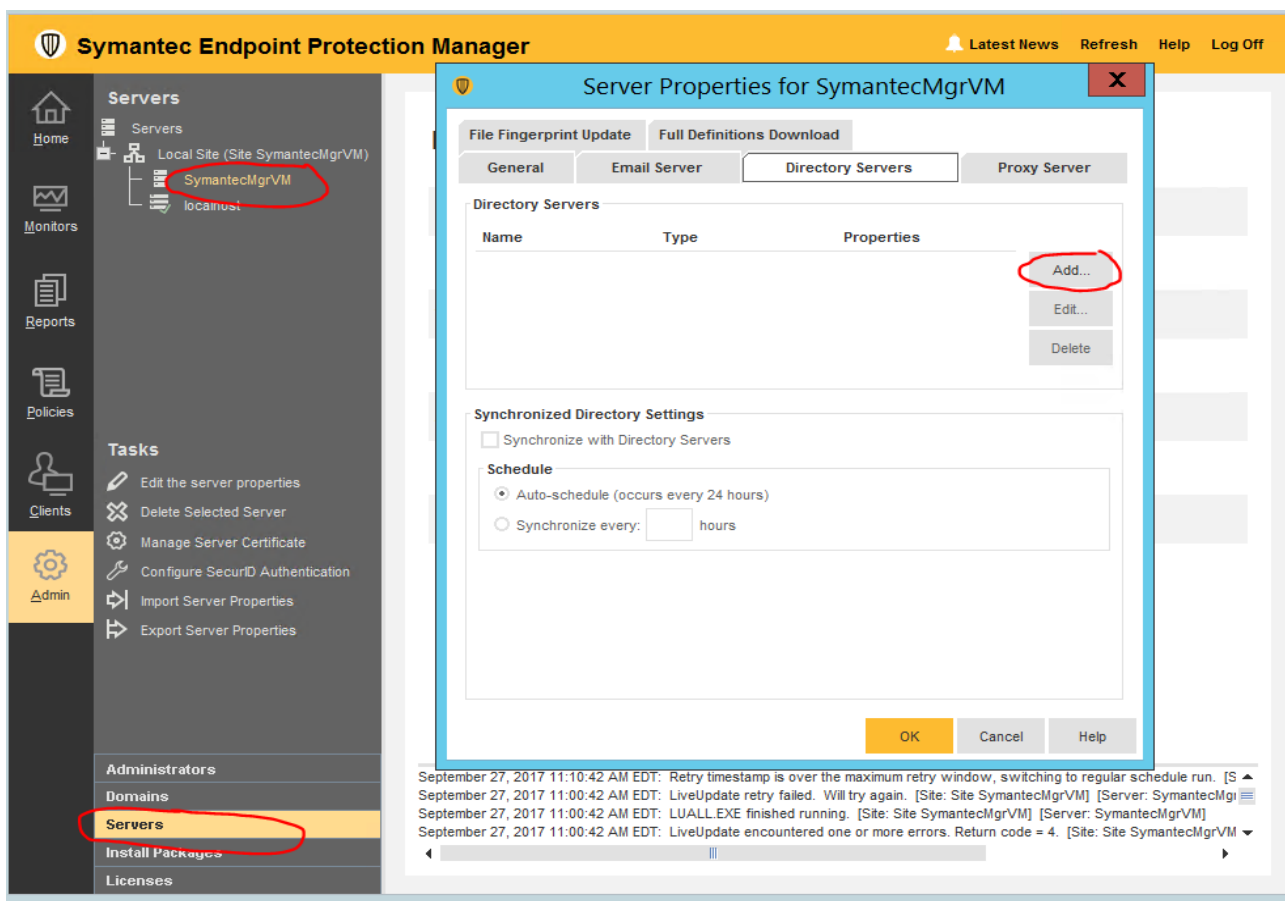 Symantec Endpoint Protection Manager
Latest News Refresh Help Log Off
Home
Monitors
Reports
Policies
Clients
Admin
Servers
Servers
Local Site (Site SymantecMgrVM)
SymantecMgrVM
localhost
Tasks
Edit the server properties
Delete Selected Server
Manage Server Certificate
Configure SecurID Authentication
Import Server Properties
Export Server Properties
Administrators
Domains
Servers
Install Packages
Licenses
Server Properties for SymantecMgrVM
X
File Fingerprint Update Full Definitions Download
General Email Server Directory Servers Proxy Server
Directory Servers
Name Type Properties
Add...
Edit...
Delete
Synchronized Directory Settings
Synchronize with Directory Servers
Schedule
Auto-schedule (occurs every 24 hours)
Synchronize every: hours
OK Cancel Help
September 27, 2017 11:10:42 AM EDT: Retry timestamp is over the maximum retry window, switching to regular schedule run. [S
September 27, 2017 11:00:42 AM EDT: LiveUpdate retry failed. Will try again. [Site: Site SymantecMgrVM] [Server: SymantecMgr
September 27, 2017 11:00:42 AM EDT: LUALL.EXE finished running. [Site: Site SymantecMgrVM] [Server: SymantecMgrVM]
September 27, 2017 11:00:42 AM EDT: LiveUpdate encountered one or more errors. Return code = 4. [Site: Site SymantecMgrVM